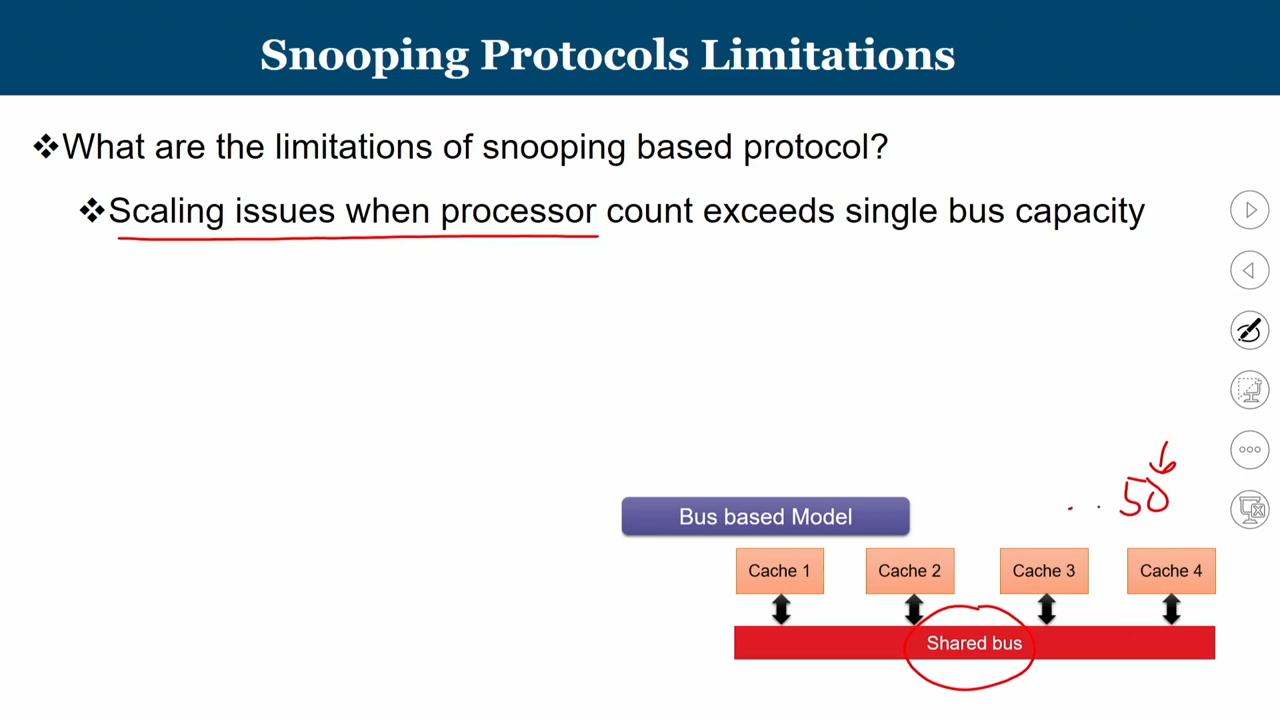 Snooping Protocols Limitations
❖What are the limitations of snooping based protocol?
❖Scaling issues when processor count exceeds single bus capacity
. . 50
Bus based Model
Cache 1 Cache 2 Cache 3 Cache 4
Shared bus